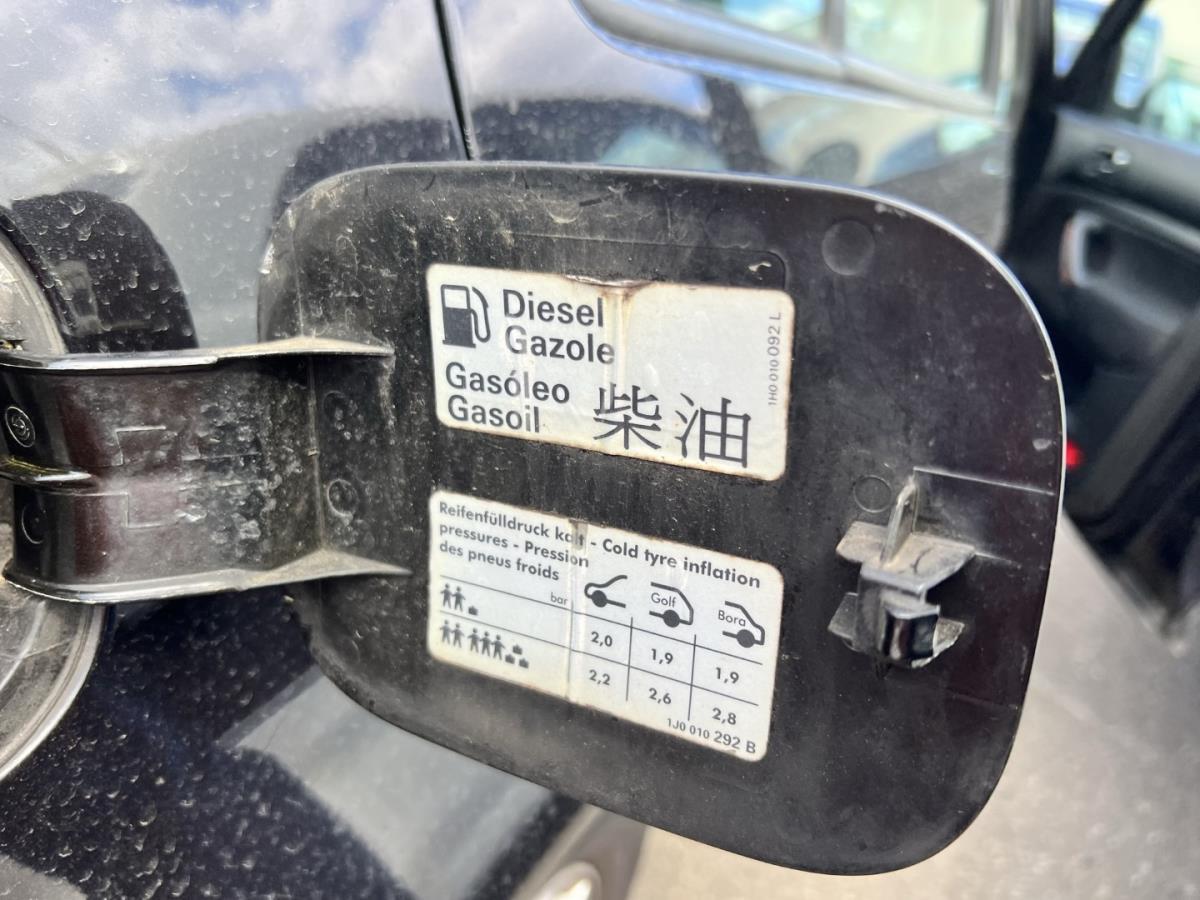 Diesel
Gazole
Gasóleo
Gasoil
柴油
1H0 010 092 L
Reifenfülldruck kalt - Cold tyre inflation
pressures - Pression
des pneus froids
bar
Golf
Bora
2,0 1,9 1,9
2,2 2,6 2,8
1J0 010 292 B